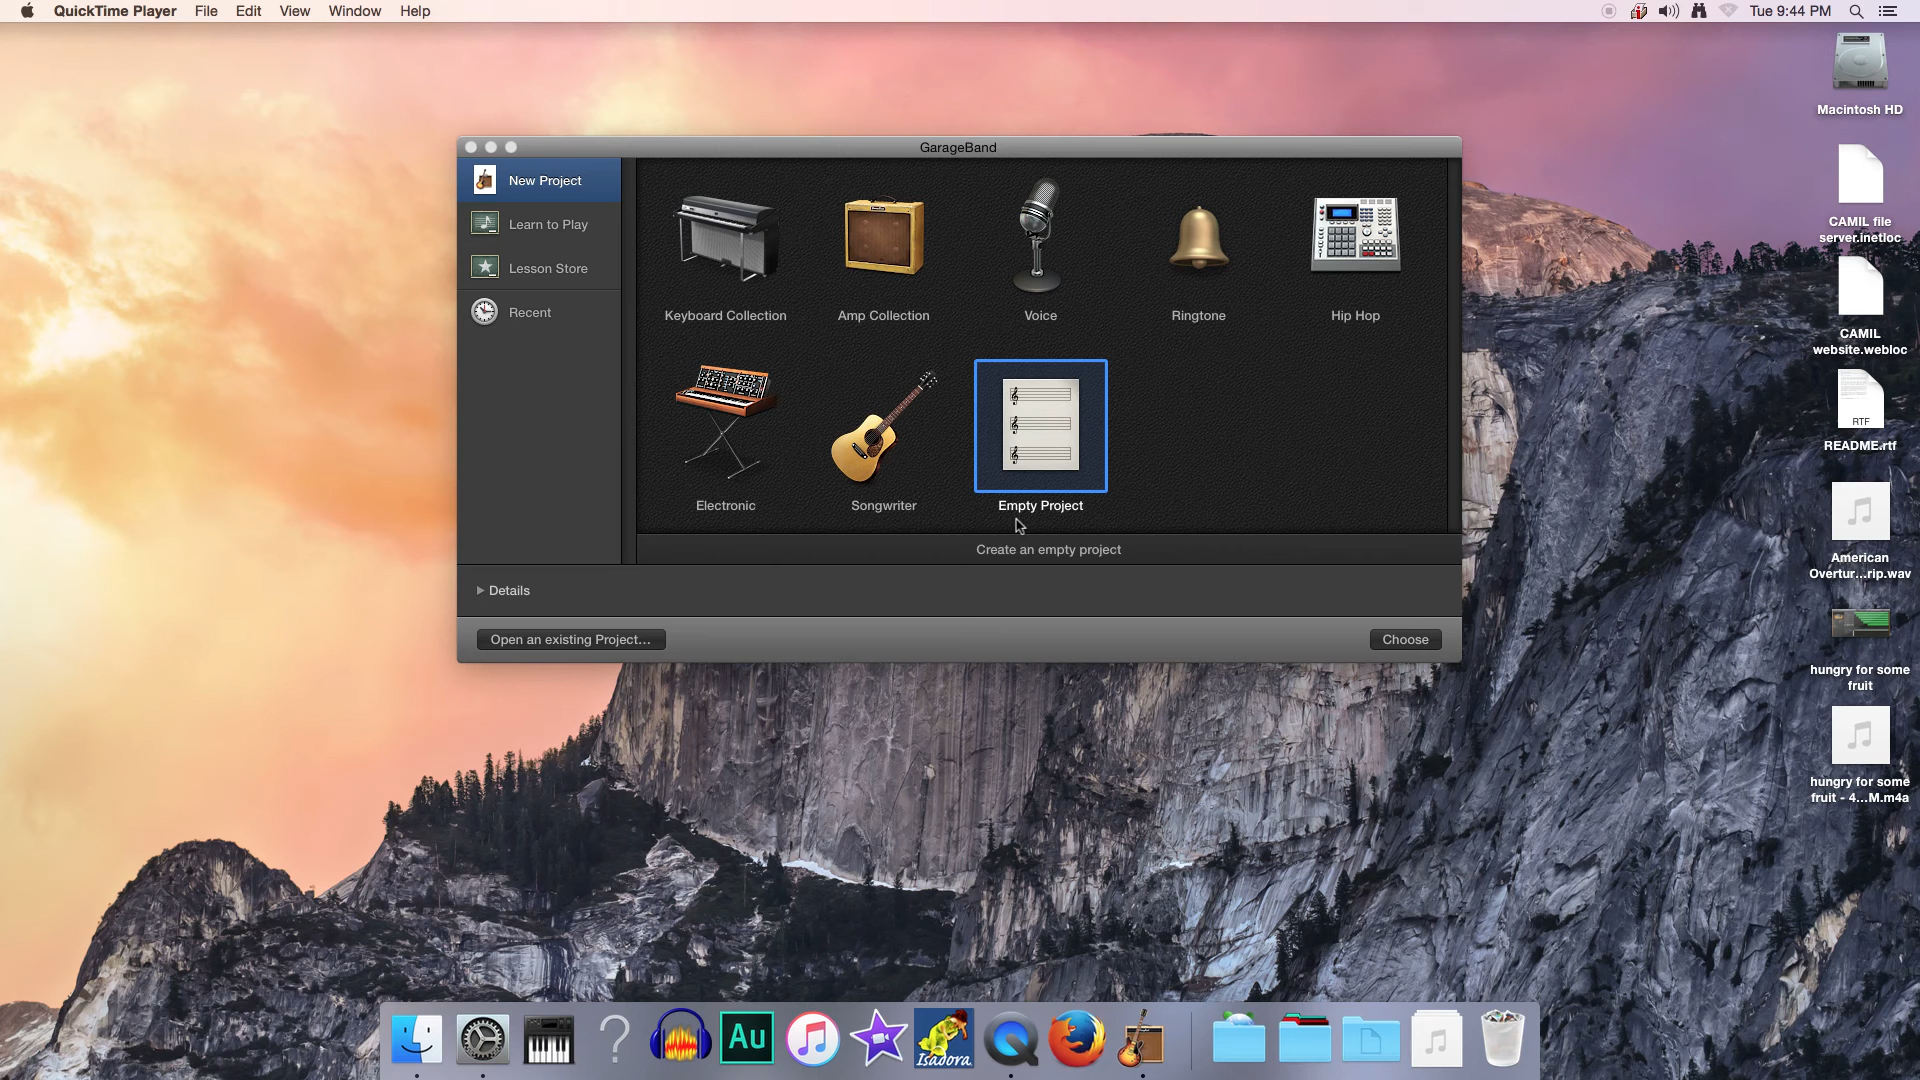 QuickTime Player File Edit View Window Help
Tue 9:44 PM
GarageBand
New Project
Learn to Play
Lesson Store
Recent
Keyboard Collection
Amp Collection
Voice
Ringtone
Hip Hop
Electronic
Songwriter
Empty Project
Create an empty project
Details
Open an existing Project...
Choose
Macintosh HD
CAMIL file
server.inetloc
CAMIL
website.webloc
RTF
README.rtf
American
Overtur...rip.wav
hungry for some
fruit
hungry for some
fruit - 4...M.m4a
?
Au
Isadora